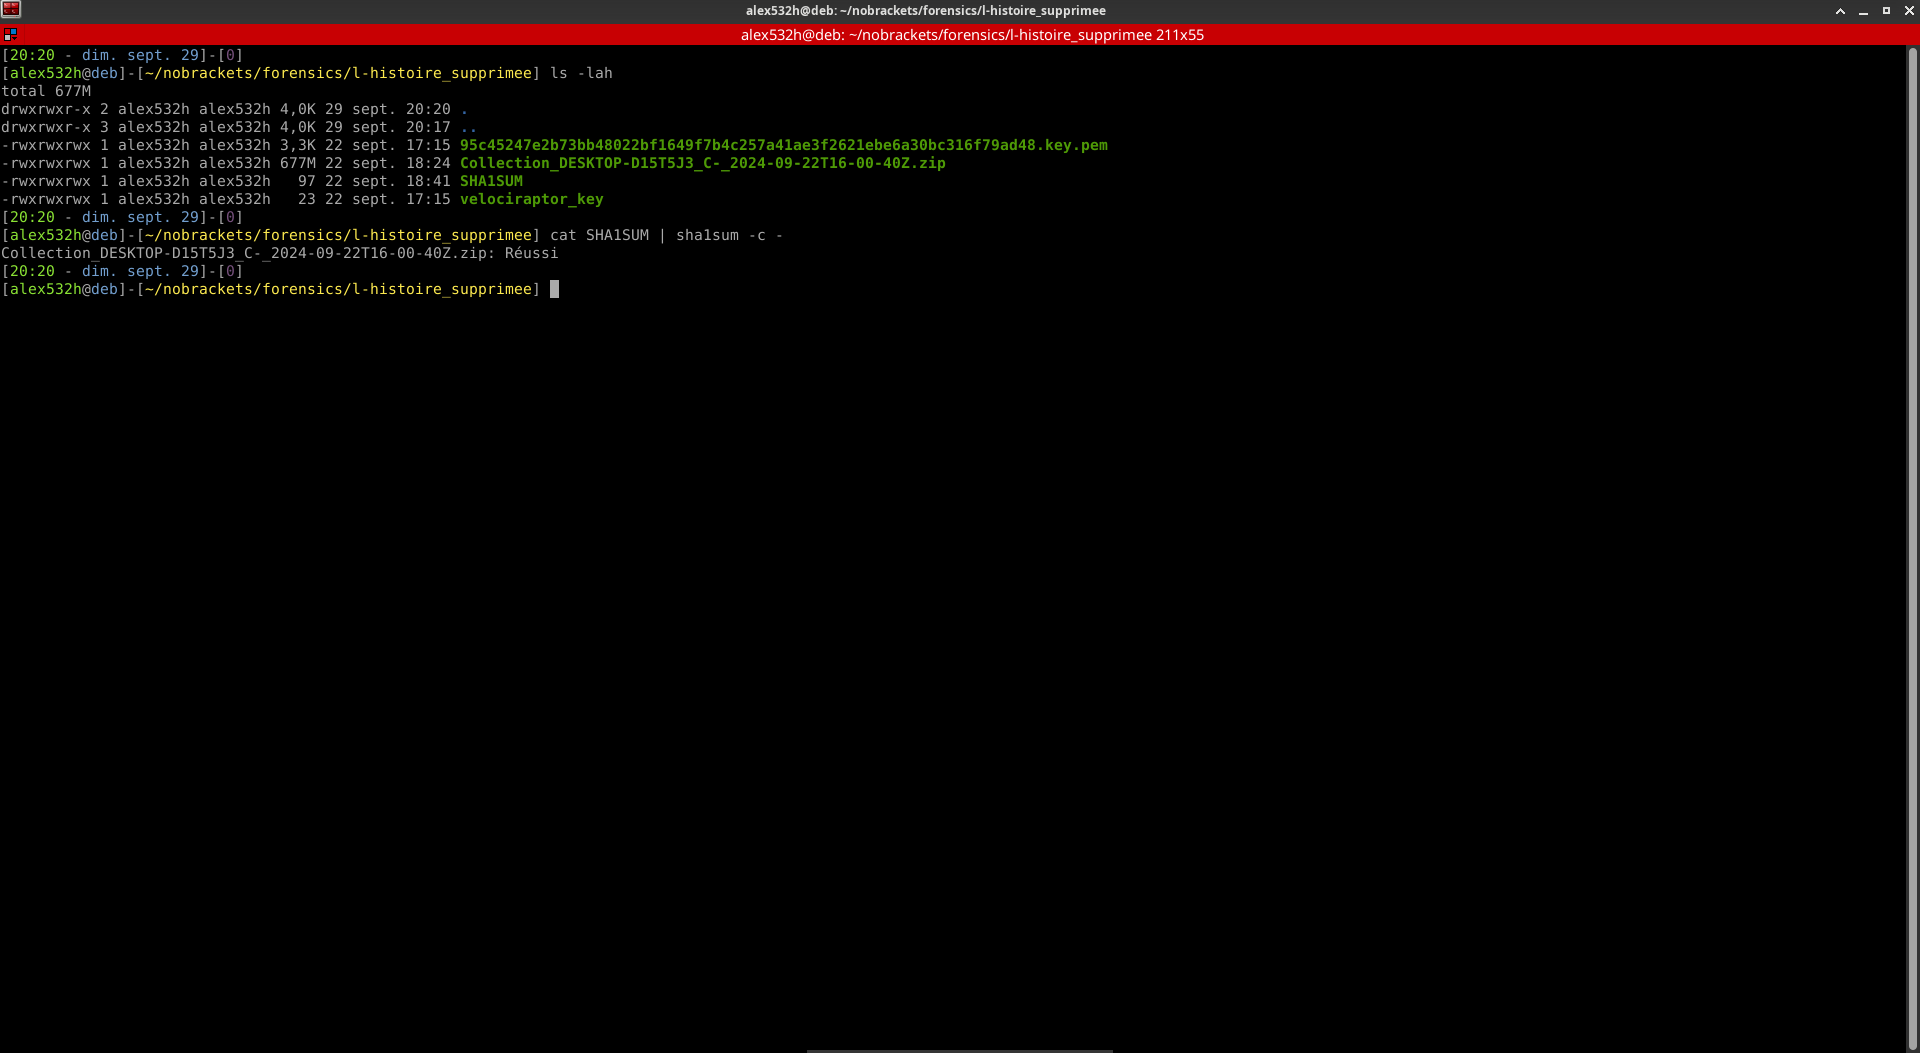 alex532h@deb: ~/nobrackets/forensics/l-histoire_supprimee
alex532h@deb: ~/nobrackets/forensics/l-histoire_supprimee 211x55
[20:20 - dim. sept. 29]-[0]
[alex532h@deb]-[~/nobrackets/forensics/l-histoire_supprimee] ls -lah
total 677M
drwxrwxr-x 2 alex532h alex532h 4,0K 29 sept. 20:20 .
drwxrwxr-x 3 alex532h alex532h 4,0K 29 sept. 20:17 ..
-rwxrwxrwx 1 alex532h alex532h 3,3K 22 sept. 17:15 95c45247e2b73bb48022bf1649f7b4c257a41ae3f2621ebe6a30bc316f79ad48.key.pem
-rwxrwxrwx 1 alex532h alex532h 677M 22 sept. 18:24 Collection_DESKTOP-D15T5J3_C-_2024-09-22T16-00-40Z.zip
-rwxrwxrwx 1 alex532h alex532h   97 22 sept. 18:41 SHA1SUM
-rwxrwxrwx 1 alex532h alex532h   23 22 sept. 17:15 velociraptor_key
[20:20 - dim. sept. 29]-[0]
[alex532h@deb]-[~/nobrackets/forensics/l-histoire_supprimee] cat SHA1SUM | sha1sum -c -
Collection_DESKTOP-D15T5J3_C-_2024-09-22T16-00-40Z.zip: Réussi
[20:20 - dim. sept. 29]-[0]
[alex532h@deb]-[~/nobrackets/forensics/l-histoire_supprimee]